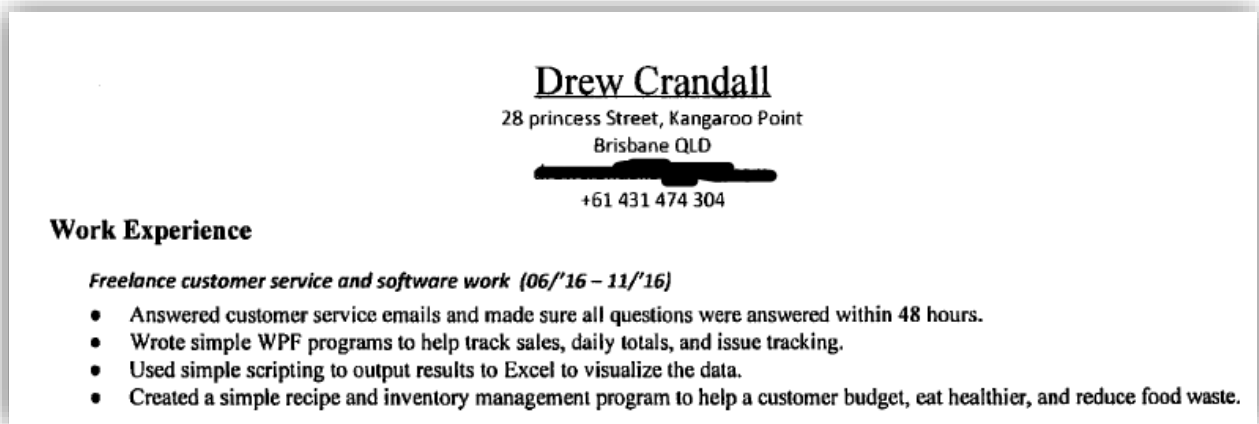 Drew Crandall
28 princess Street, Kangaroo Point
Brisbane QLD
+61 431 474 304
Work Experience
Freelance customer service and software work (06/'16 – 11/'16)
• Answered customer service emails and made sure all questions were answered within 48 hours.
• Wrote simple WPF programs to help track sales, daily totals, and issue tracking.
• Used simple scripting to output results to Excel to visualize the data.
• Created a simple recipe and inventory management program to help a customer budget, eat healthier, and reduce food waste.